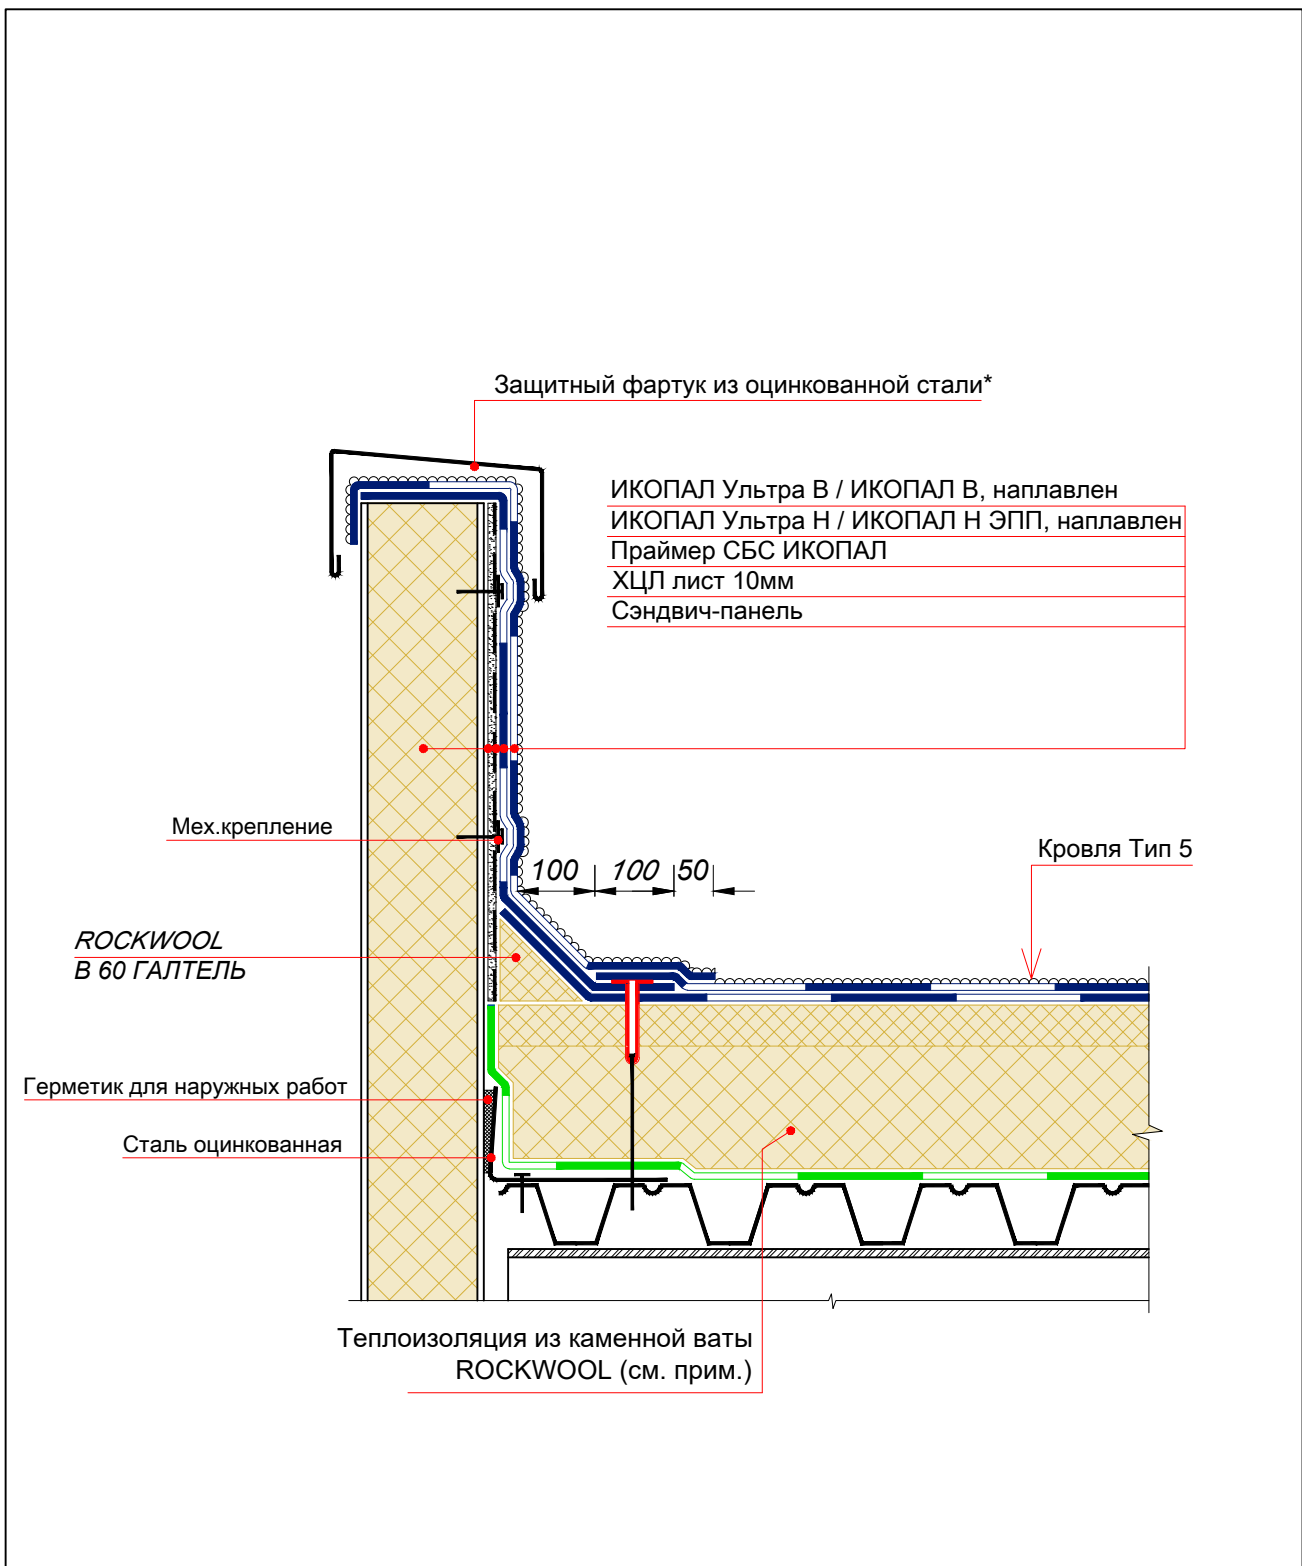 Защитный фартук из оцинкованной стали*
ИКОПАЛ Ультра В / ИКОПАЛ В, наплавлен
ИКОПАЛ Ультра Н / ИКОПАЛ Н ЭПП, наплавлен
Праймер СБС ИКОПАЛ
ХЦЛ лист 10мм
Сэндвич-панель
Мех.крепление
100 100 50
Кровля Тип 5
ROCKWOOL
В 60 ГАЛТЕЛЬ
Герметик для наружных работ
Сталь оцинкованная
Теплоизоляция из каменной ваты
ROCKWOOL (см. прим.)